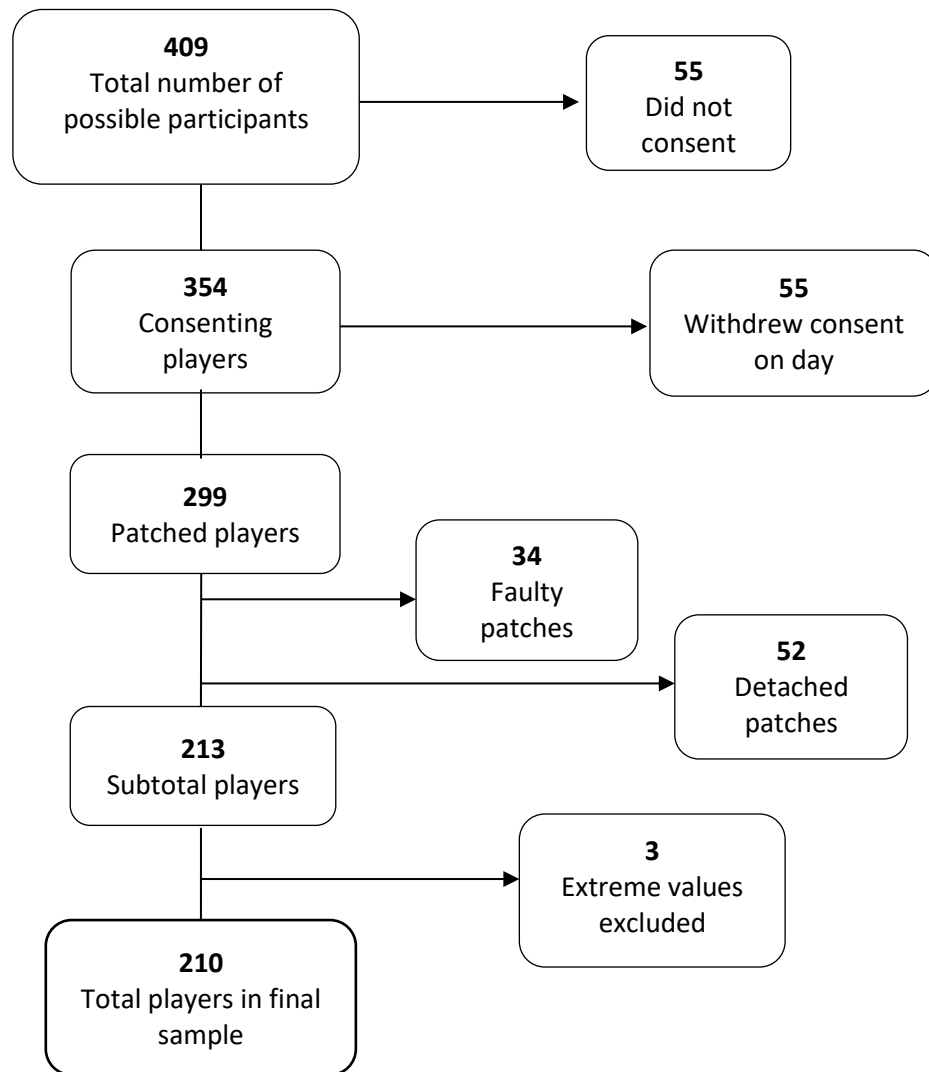 409
Total number of
possible participants
55
Did not
consent
354
Consenting
players
55
Withdrew consent
on day
299
Patched players
34
Faulty
patches
52
Detached
patches
213
Subtotal players
3
Extreme values
excluded
210
Total players in final
sample